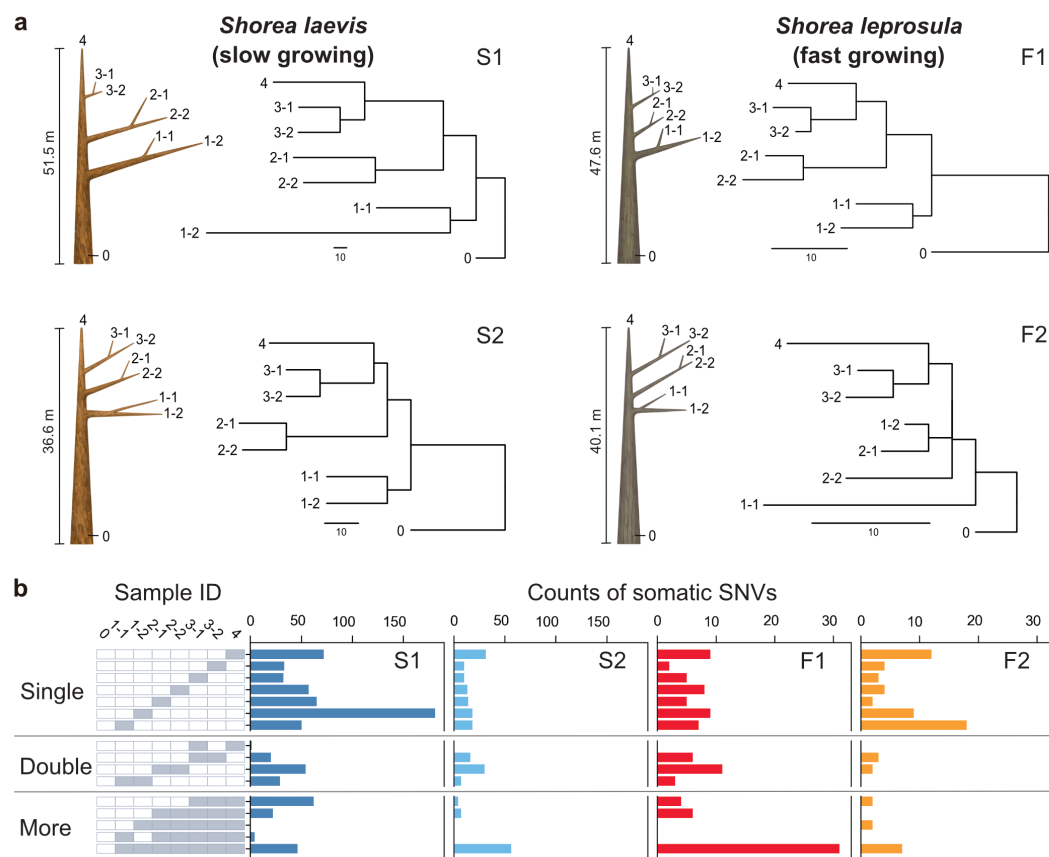 a
Shorea laevis
(slow growing)
Shorea leprosula
(fast growing)
S1
4
3-1
3-2
2-1
2-2
1-1
1-2
0
51.5 m
4
3-1
3-2
2-1
2-2
1-1
1-2
0
10
F1
4
3-1
3-2
2-1
2-2
1-1
1-2
0
47.6 m
4
3-1
3-2
2-1
2-2
1-1
1-2
0
10
S2
4
3-1
3-2
2-1
2-2
1-1
1-2
0
36.6 m
4
3-1
3-2
2-1
2-2
1-1
1-2
0
10
F2
4
3-1
3-2
2-1
2-2
1-1
1-2
0
40.1 m
4
3-1
3-2
1-2
2-1
2-2
1-1
0
10
b
Sample ID
Counts of somatic SNVs
0 1-1 1-2 2-1 2-2 3-1 3-2 4
0 50 100 150
0 50 100 150
0 10 20 30
0 10 20 30
S1
S2
F1
F2
Single
Double
More